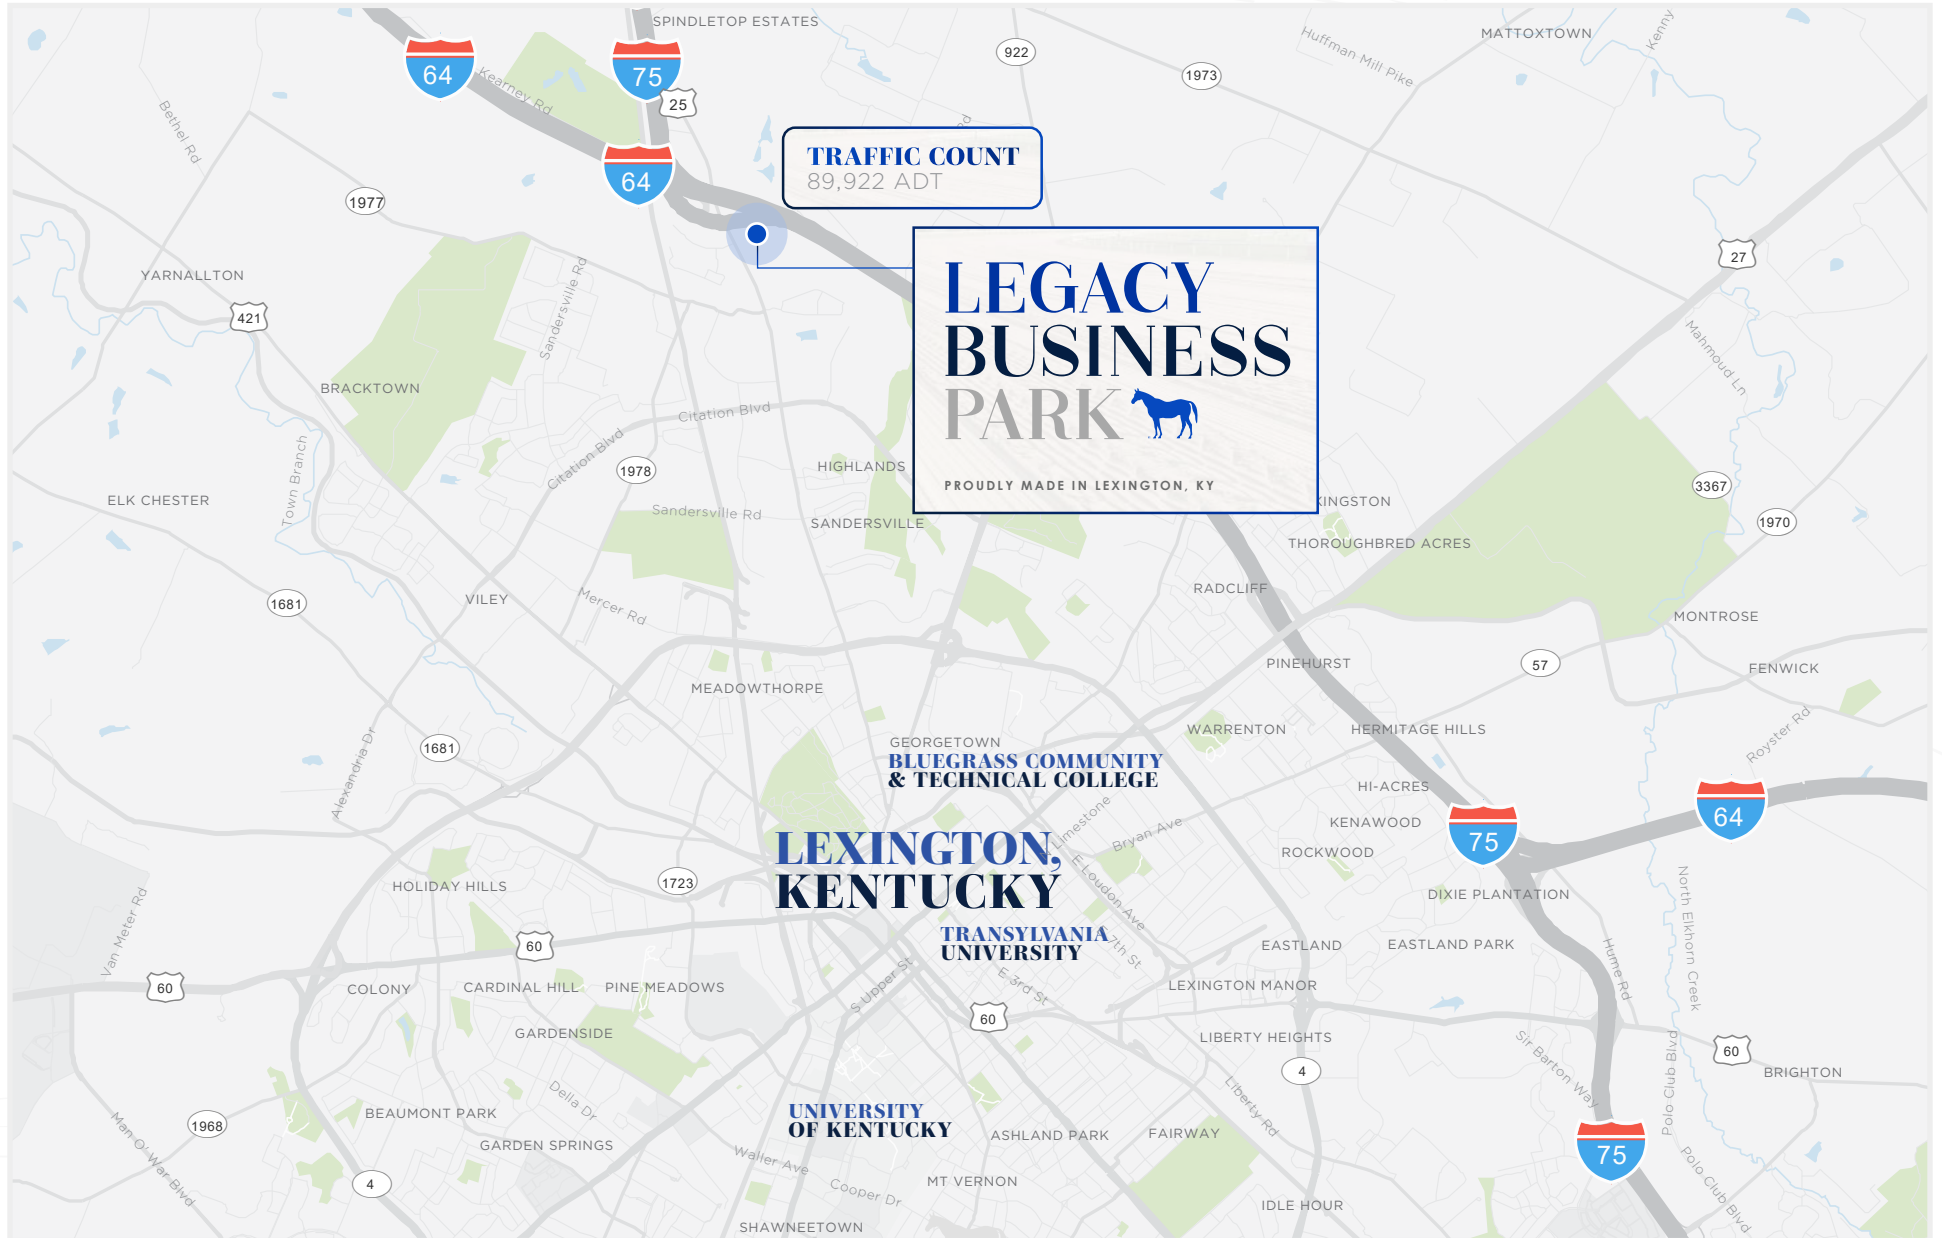 SPINDLETOP ESTATES
MATTOXTOWN
Kenny
922
Huffman Mill Pike
64
75
1973
Kearney Rd
25
Bethel Rd
TRAFFIC COUNT
89,922 ADT
64
1977
27
YARNALLTON
LEGACY
BUSINESS
PARK
PROUDLY MADE IN LEXINGTON, KY
421
Sandersville Rd
Mahmoud Ln
BRACKTOWN
Citation Blvd
Citation Blvd
HIGHLANDS
1978
Town Branch
3367
ELK CHESTER
Sandersville Rd
SANDERSVILLE
KINGSTON
1970
THOROUGHBRED ACRES
RADCLIFF
1681
VILEY
Mercer Rd
MONTROSE
PINEHURST
57
FENWICK
MEADOWTHORPE
WARRENTON
HERMITAGE HILLS
Royster Rd
1681
GEORGETOWN
BLUEGRASS COMMUNITY
& TECHNICAL COLLEGE
Alexandria Dr
HI-ACRES
64
Limestone
Bryan Ave
KENAWOOD
75
LEXINGTON,
KENTUCKY
ROCKWOOD
E Loudon Ave
HOLIDAY HILLS
1723
DIXIE PLANTATION
North Elkhorn Creek
Van Meter Rd
60
TRANSYLVANIA
UNIVERSITY
E 7th St
EASTLAND
EASTLAND PARK
Hume Rd
60
COLONY
CARDINAL HILL
PINE MEADOWS
S Upper St
E 3rd St
LEXINGTON MANOR
60
GARDENSIDE
LIBERTY HEIGHTS
60
4
Sir Barton Way
Polo Club Blvd
BRIGHTON
Della Dr
Liberty Rd
UNIVERSITY
OF KENTUCKY
BEAUMONT PARK
1968
Man O' War Blvd
GARDEN SPRINGS
ASHLAND PARK
FAIRWAY
75
Waller Ave
Polo Club Blvd
4
Cooper Dr
MT VERNON
IDLE HOUR
SHAWNEETOWN